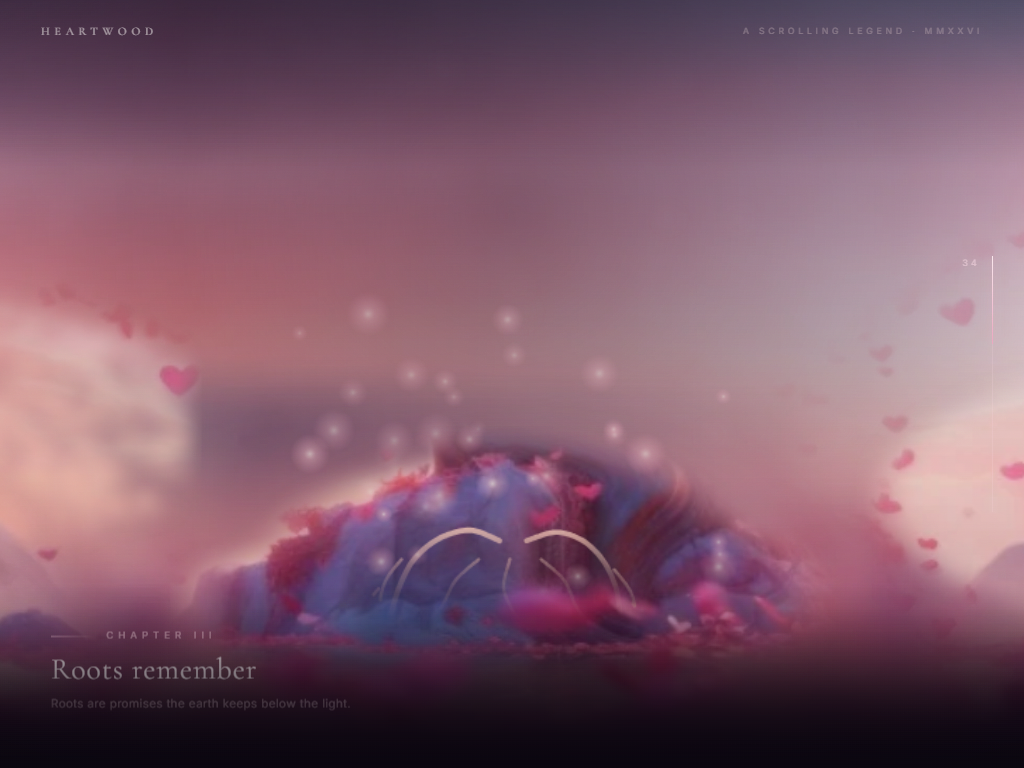 HEARTWOOD
A SCROLLING LEGEND - MMXXVI
34
CHAPTER III
Roots remember
Roots are promises the earth keeps below the light.